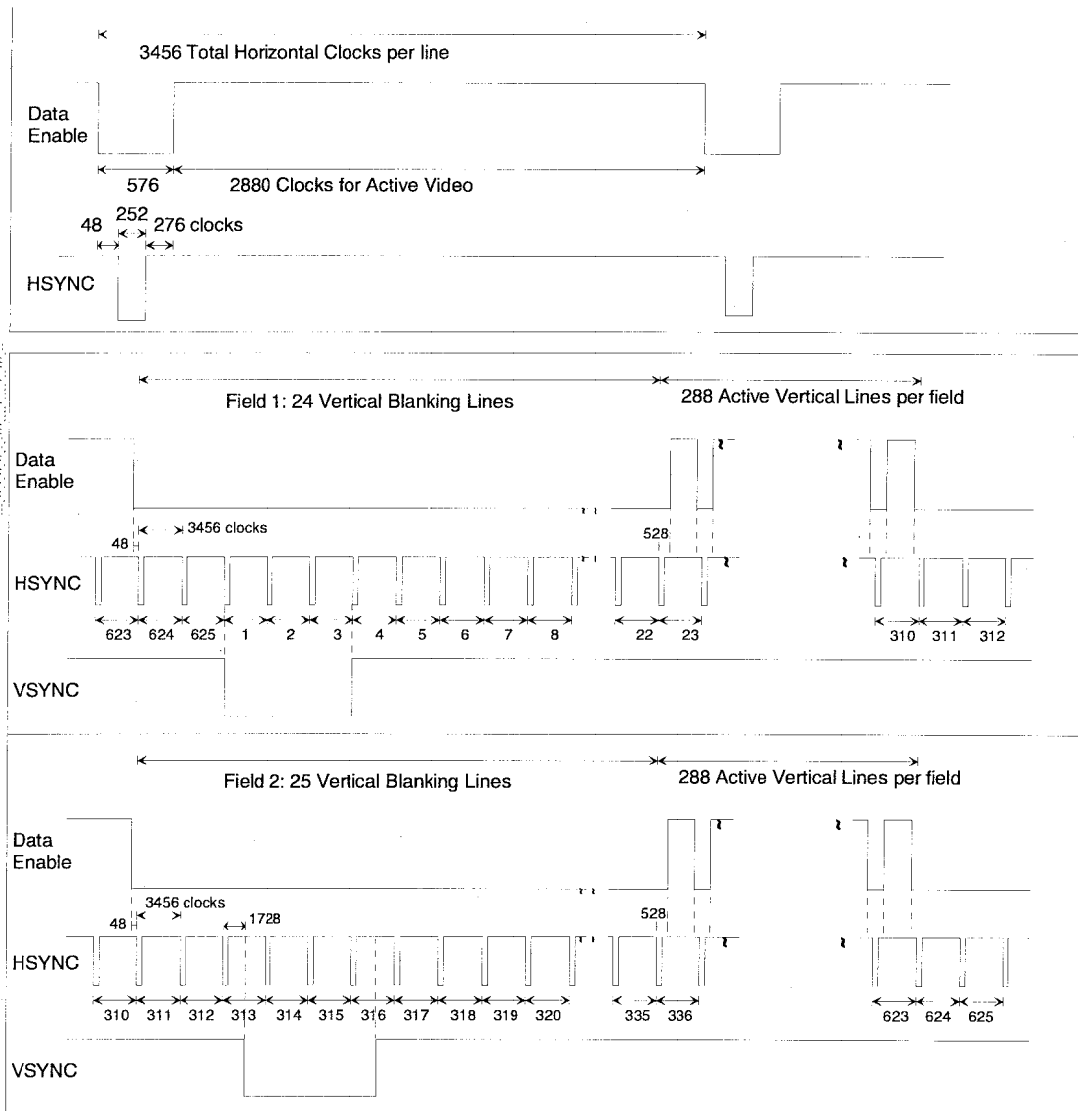 3456 Total Horizontal Clocks per line
Data
Enable
576
2880 Clocks for Active Video
252
48
276 clocks
HSYNC
Field 1: 24 Vertical Blanking Lines
288 Active Vertical Lines per field
Data
Enable
3456 clocks
48
528
HSYNC
623 624 625 1 2 3 4 5 6 7 8 22 23 310 311 312
VSYNC
Field 2: 25 Vertical Blanking Lines
288 Active Vertical Lines per field
Data
Enable
3456 clocks
48
1728
528
HSYNC
310 311 312 313 314 315 316 317 318 319 320 335 336 623 624 625
VSYNC